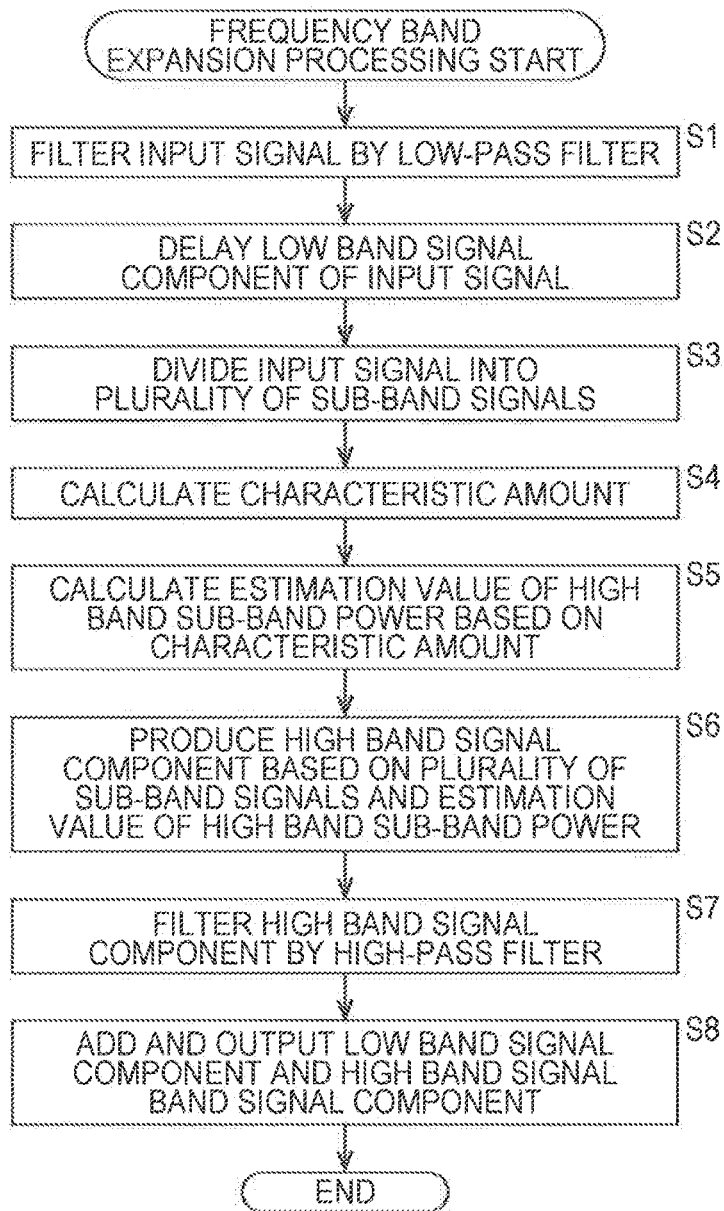 FREQUENCY BAND
EXPANSION PROCESSING START
S1
FILTER INPUT SIGNAL BY LOW-PASS FILTER
S2
DELAY LOW BAND SIGNAL
COMPONENT OF INPUT SIGNAL
S3
DIVIDE INPUT SIGNAL INTO
PLURALITY OF SUB-BAND SIGNALS
S4
CALCULATE CHARACTERISTIC AMOUNT
S5
CALCULATE ESTIMATION VALUE OF HIGH
BAND SUB-BAND POWER BASED ON
CHARACTERISTIC AMOUNT
S6
PRODUCE HIGH BAND SIGNAL
COMPONENT BASED ON PLURALITY OF
SUB-BAND SIGNALS AND ESTIMATION
VALUE OF HIGH BAND SUB-BAND POWER
S7
FILTER HIGH BAND SIGNAL
COMPONENT BY HIGH-PASS FILTER
S8
ADD AND OUTPUT LOW BAND SIGNAL
COMPONENT AND HIGH BAND SIGNAL
BAND SIGNAL COMPONENT
END